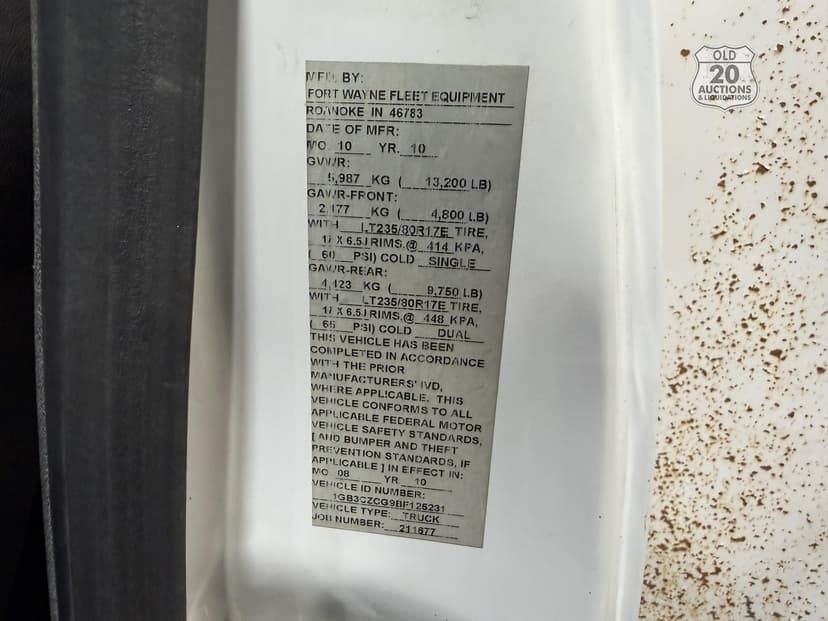 MFD. BY:
FORT WAYNE FLEET EQUIPMENT
ROANOKE IN 46783
DATE OF MFR:
MO. 10 YR. 10
GVWR:
5,987 KG ( 13,200 LB)
GAWR-FRONT:
2,177 KG ( 4,800 LB)
WITH LT235/80R17E TIRE,
17 X 6.5J RIMS,@ 414 KPA,
( 60 PSI) COLD SINGLE
GAWR-REAR:
4,423 KG ( 9,750 LB)
WITH LT235/80R17E TIRE,
17 X 6.5J RIMS,@ 448 KPA,
( 65 PSI) COLD DUAL
THIS VEHICLE HAS BEEN
COMPLETED IN ACCORDANCE
WITH THE PRIOR
MANUFACTURERS' IVD,
WHERE APPLICABLE. THIS
VEHICLE CONFORMS TO ALL
APPLICABLE FEDERAL MOTOR
VEHICLE SAFETY STANDARDS,
[ AND BUMPER AND THEFT
PREVENTION STANDARDS, IF
APPLICABLE ] IN EFFECT IN:
MO 08 YR. 10
VEHICLE ID NUMBER:
1GB3CZCG9BF125231
VEHICLE TYPE: TRUCK
JOB NUMBER: 211677
OLD
20
AUCTIONS
& LIQUIDATIONS